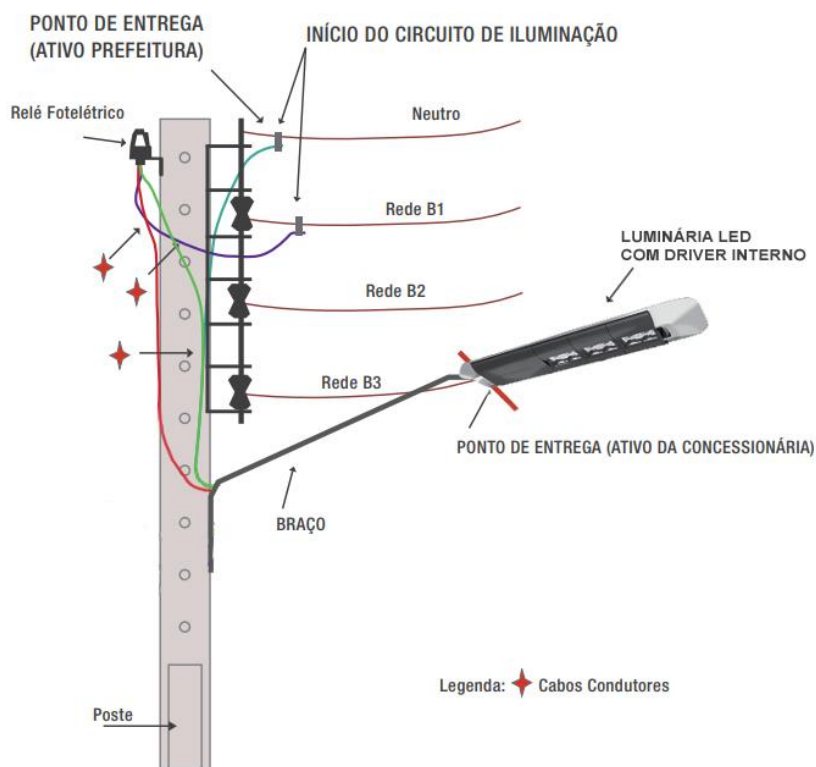 PONTO DE ENTREGA
(ATIVO PREFEITURA)
INÍCIO DO CIRCUITO DE ILUMINAÇÃO
Relé Fotelétrico
Neutro
Rede B1
LUMINÁRIA LED
COM DRIVER INTERNO
Rede B2
Rede B3
PONTO DE ENTREGA (ATIVO DA CONCESSIONÁRIA)
BRAÇO
Legenda: Cabos Condutores
Poste